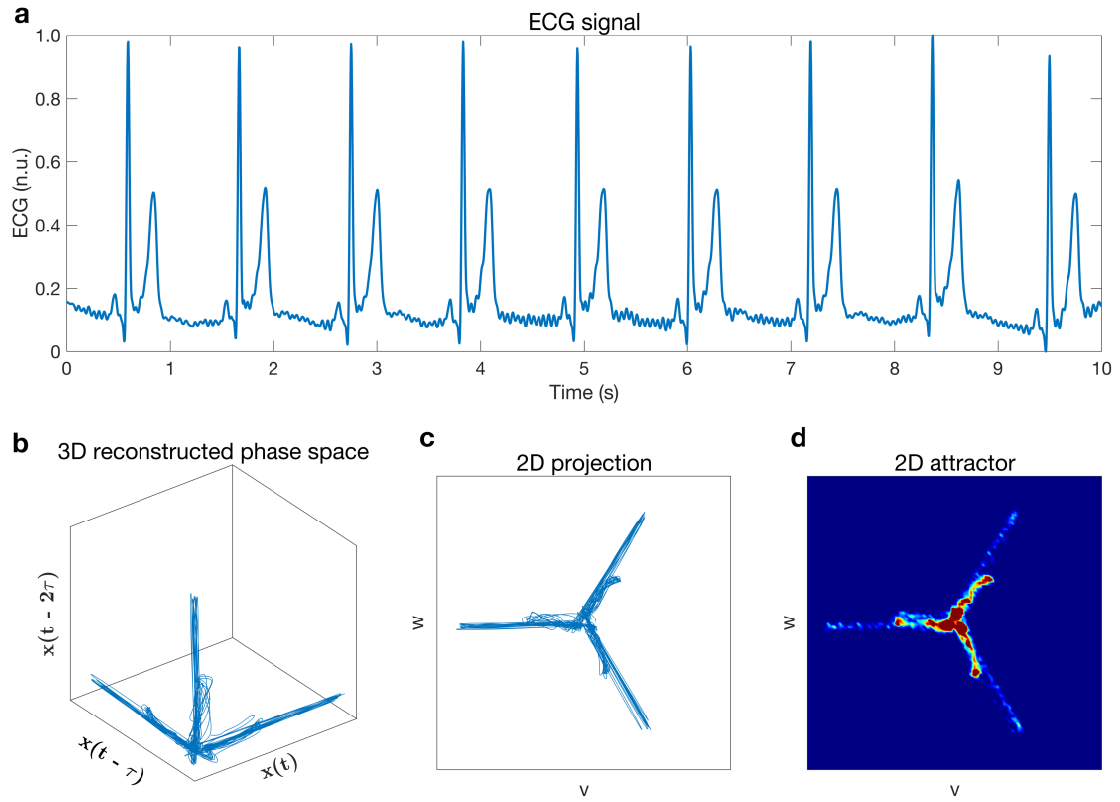 a
ECG signal
ECG (n.u.)
1.0
0.8
0.6
0.4
0.2
0
0 1 2 3 4 5 6 7 8 9 10
Time (s)
b
3D reconstructed phase space
x(t - 2τ)
x(t - τ)
x(t)
c
2D projection
w
v
d
2D attractor
w
v